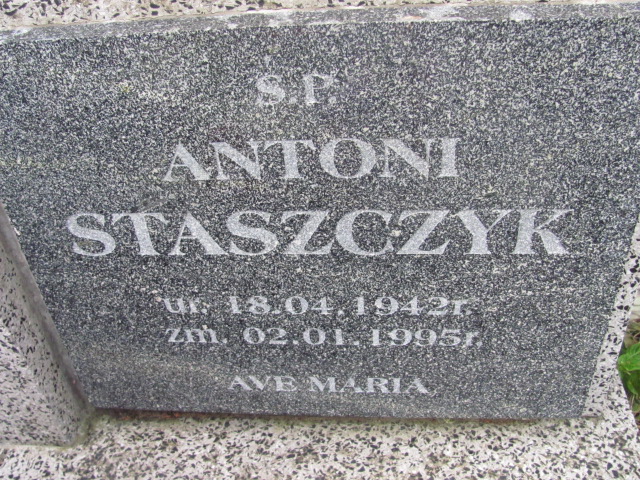 Ś.P.
ANTONI
STASZCZYK
ur. 18.04.1942r.
zm. 02.01.1995r.
AVE MARIA